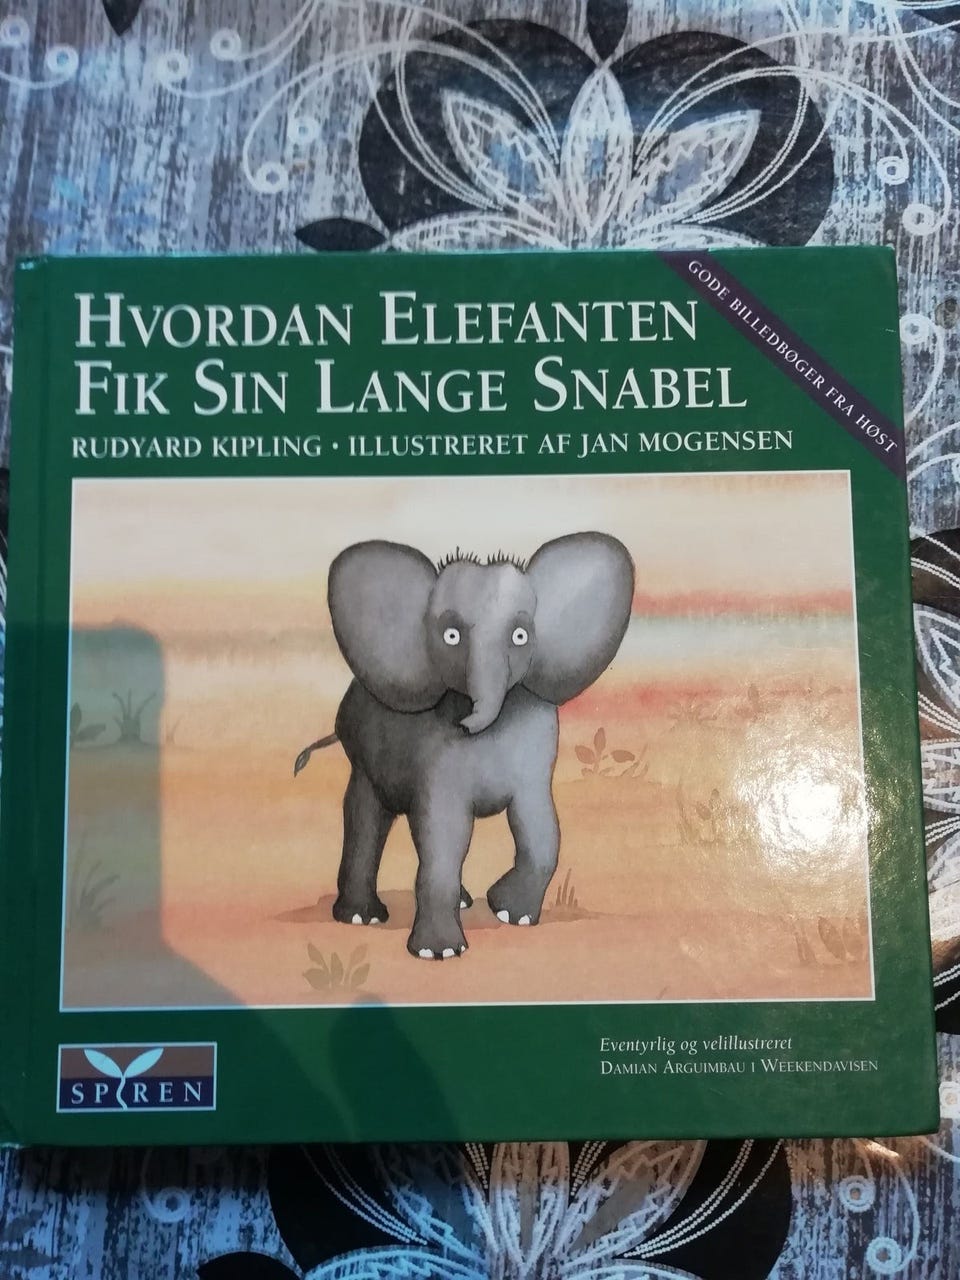 HVORDAN ELEFANTEN
FIK SIN LANGE SNABEL
RUDYARD KIPLING • ILLUSTRERET AF JAN MOGENSEN
GODE BILLEDBØGER FRA HØST
Eventyrlig og velillustreret
DAMIAN ARGUIMBAU I WEEKENDAVISEN
SPIREN